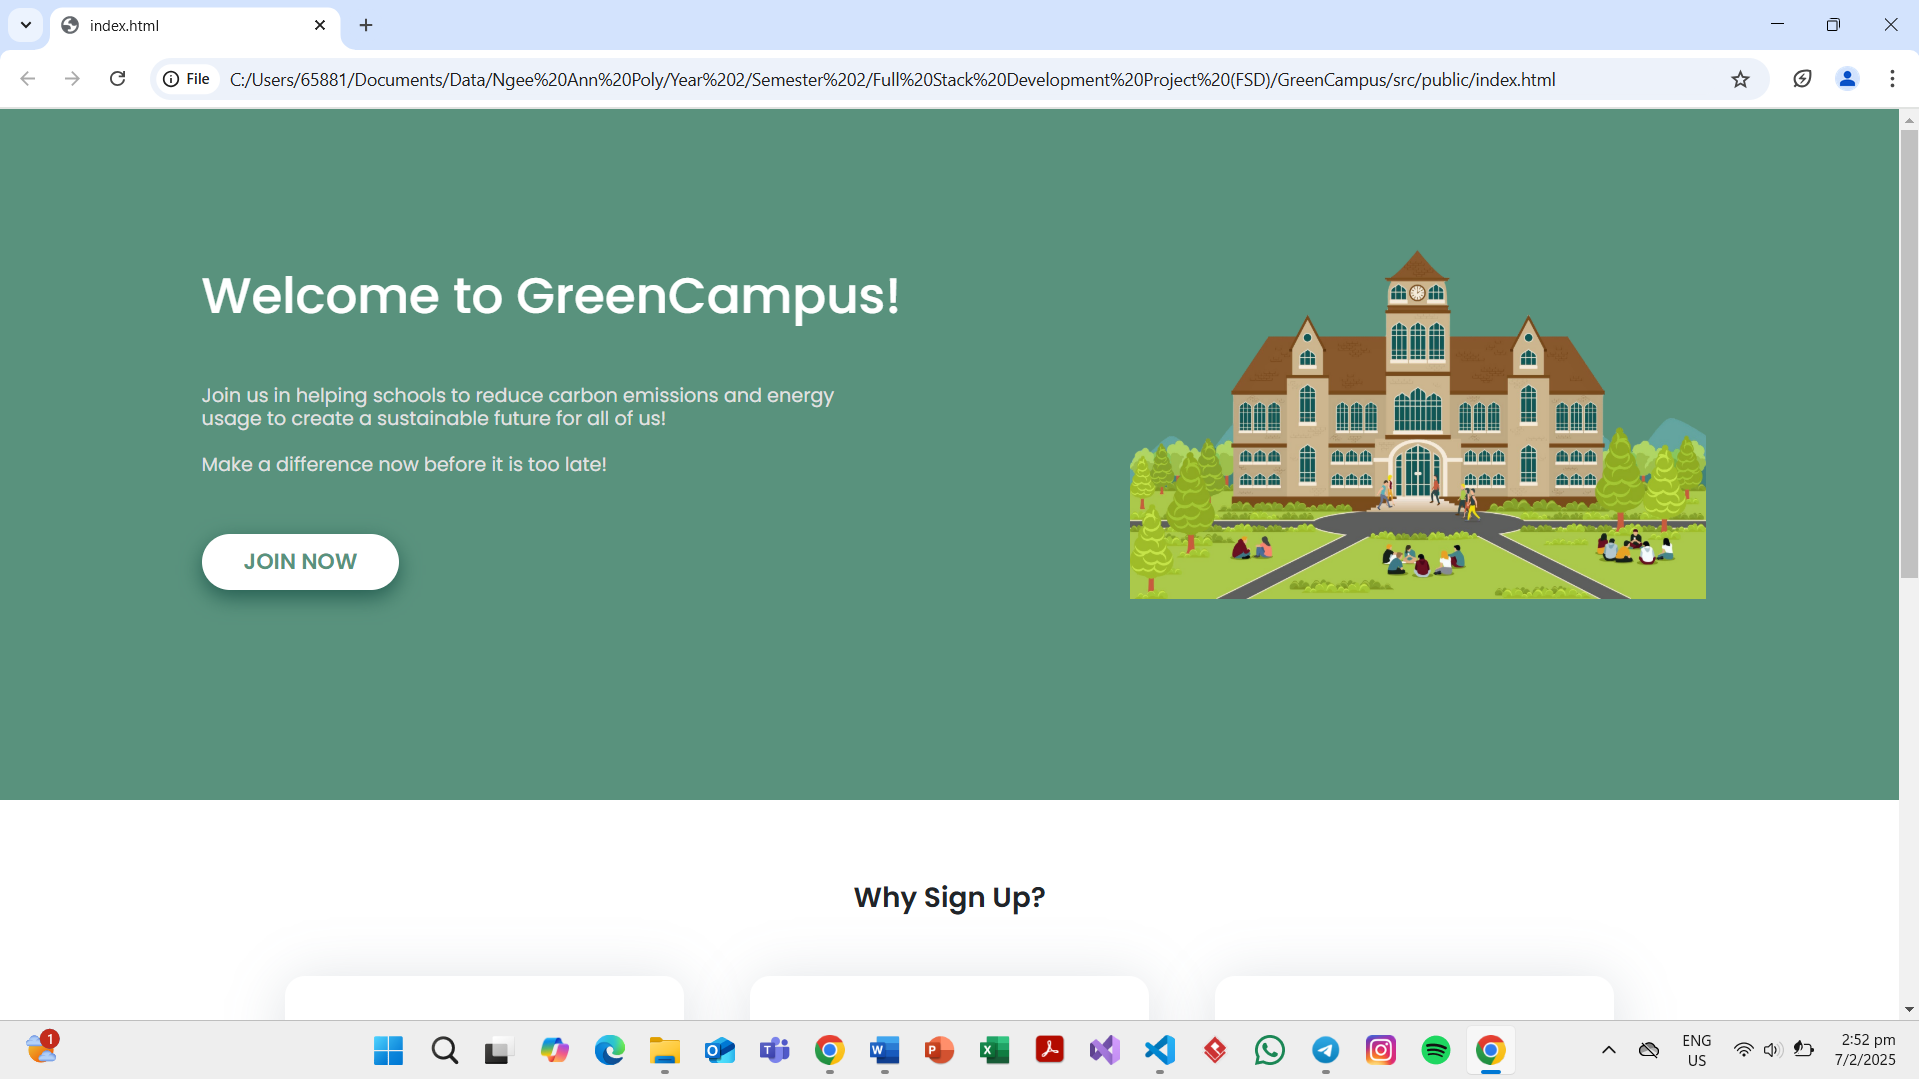 index.html
File
C:/Users/65881/Documents/Data/Ngee%20Ann%20Poly/Year%202/Semester%202/Full%20Stack%20Development%20Project%20(FSD)/GreenCampus/src/public/index.html
Welcome to GreenCampus!
Join us in helping schools to reduce carbon emissions and energy
usage to create a sustainable future for all of us!
Make a difference now before it is too late!
JOIN NOW
Why Sign Up?
1
ENG
US
2:52 pm
7/2/2025